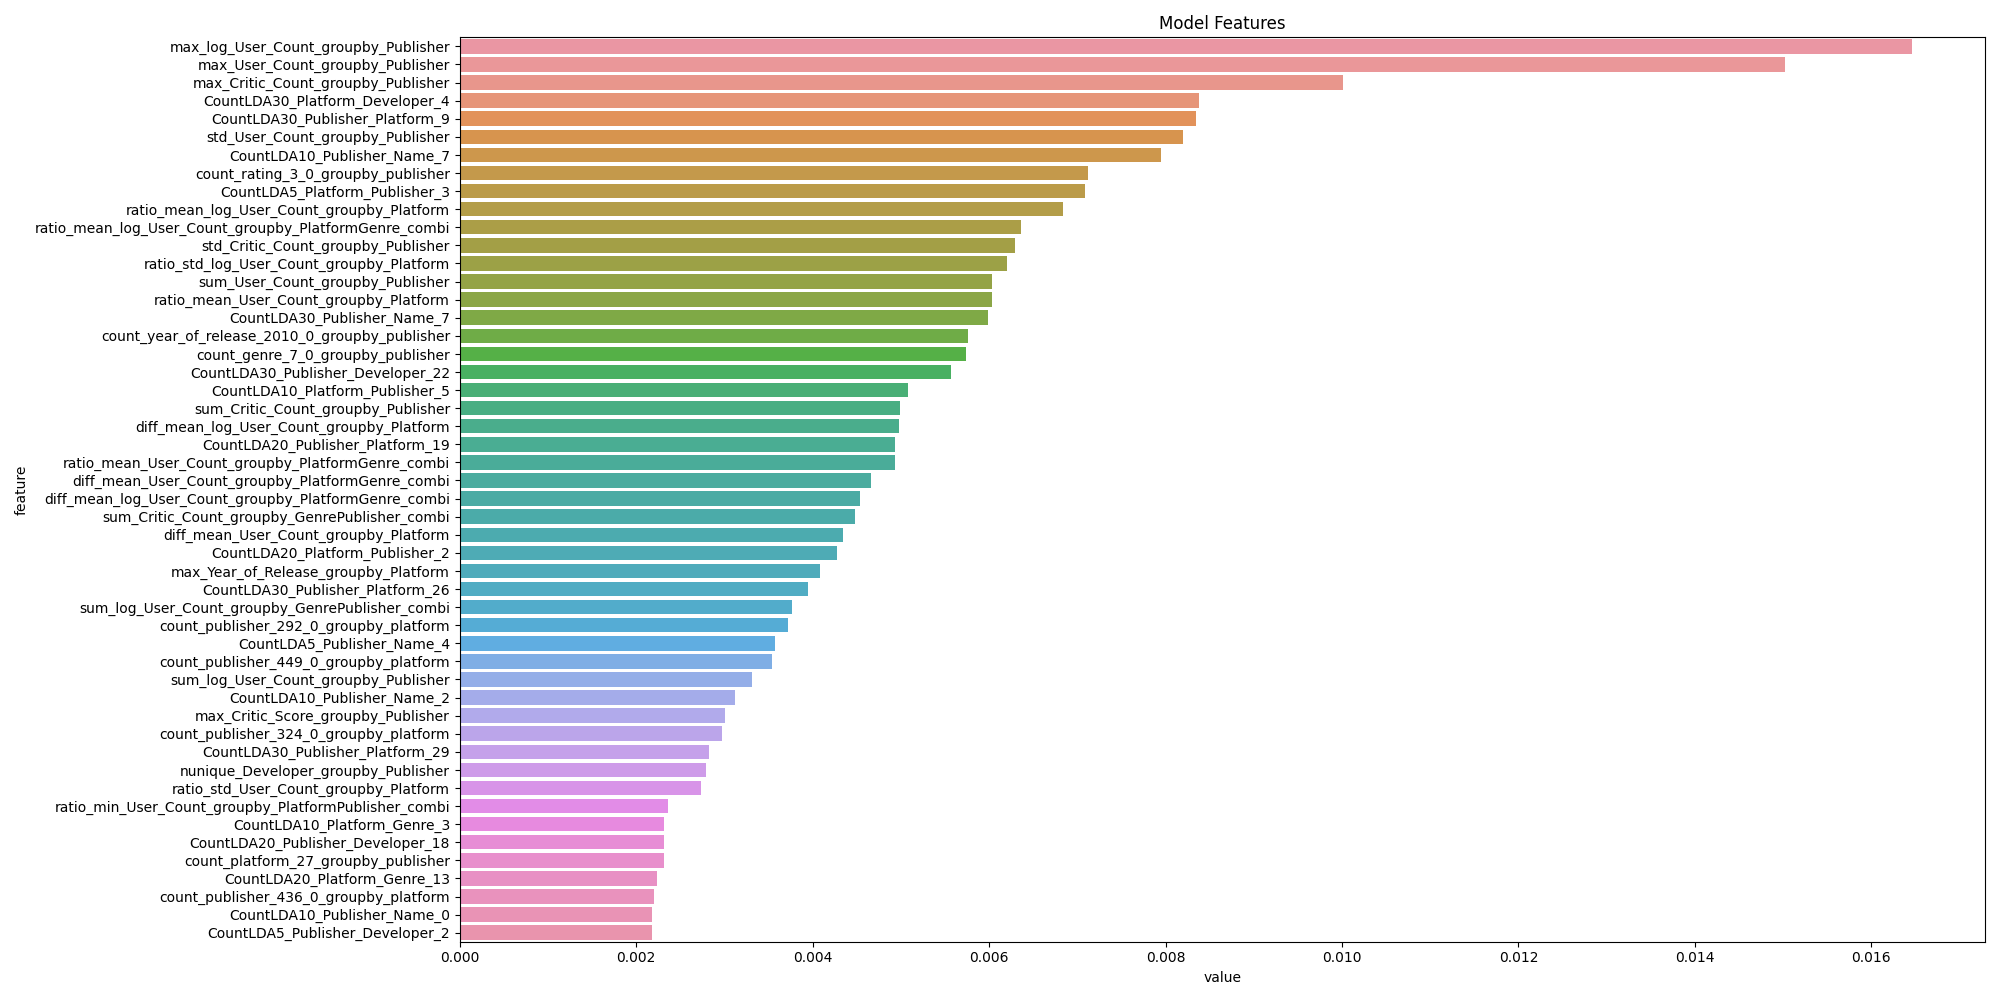 Model Features
max_log_User_Count_groupby_Publisher
max_User_Count_groupby_Publisher
max_Critic_Count_groupby_Publisher
CountLDA30_Platform_Developer_4
CountLDA30_Publisher_Platform_9
std_User_Count_groupby_Publisher
CountLDA10_Publisher_Name_7
count_rating_3_0_groupby_publisher
CountLDA5_Platform_Publisher_3
ratio_mean_log_User_Count_groupby_Platform
ratio_mean_log_User_Count_groupby_PlatformGenre_combi
std_Critic_Count_groupby_Publisher
ratio_std_log_User_Count_groupby_Platform
sum_User_Count_groupby_Publisher
ratio_mean_User_Count_groupby_Platform
CountLDA30_Publisher_Name_7
count_year_of_release_2010_0_groupby_publisher
count_genre_7_0_groupby_publisher
CountLDA30_Publisher_Developer_22
CountLDA10_Platform_Publisher_5
sum_Critic_Count_groupby_Publisher
diff_mean_log_User_Count_groupby_Platform
CountLDA20_Publisher_Platform_19
ratio_mean_User_Count_groupby_PlatformGenre_combi
diff_mean_User_Count_groupby_PlatformGenre_combi
diff_mean_log_User_Count_groupby_PlatformGenre_combi
sum_Critic_Count_groupby_GenrePublisher_combi
diff_mean_User_Count_groupby_Platform
CountLDA20_Platform_Publisher_2
max_Year_of_Release_groupby_Platform
CountLDA30_Publisher_Platform_26
sum_log_User_Count_groupby_GenrePublisher_combi
count_publisher_292_0_groupby_platform
CountLDA5_Publisher_Name_4
count_publisher_449_0_groupby_platform
sum_log_User_Count_groupby_Publisher
CountLDA10_Publisher_Name_2
max_Critic_Score_groupby_Publisher
count_publisher_324_0_groupby_platform
CountLDA30_Publisher_Platform_29
nunique_Developer_groupby_Publisher
ratio_std_User_Count_groupby_Platform
ratio_min_User_Count_groupby_PlatformPublisher_combi
CountLDA10_Platform_Genre_3
CountLDA20_Publisher_Developer_18
count_platform_27_groupby_publisher
CountLDA20_Platform_Genre_13
count_publisher_436_0_groupby_platform
CountLDA10_Publisher_Name_0
CountLDA5_Publisher_Developer_2
feature
0.000 0.002 0.004 0.006 0.008 0.010 0.012 0.014 0.016
value